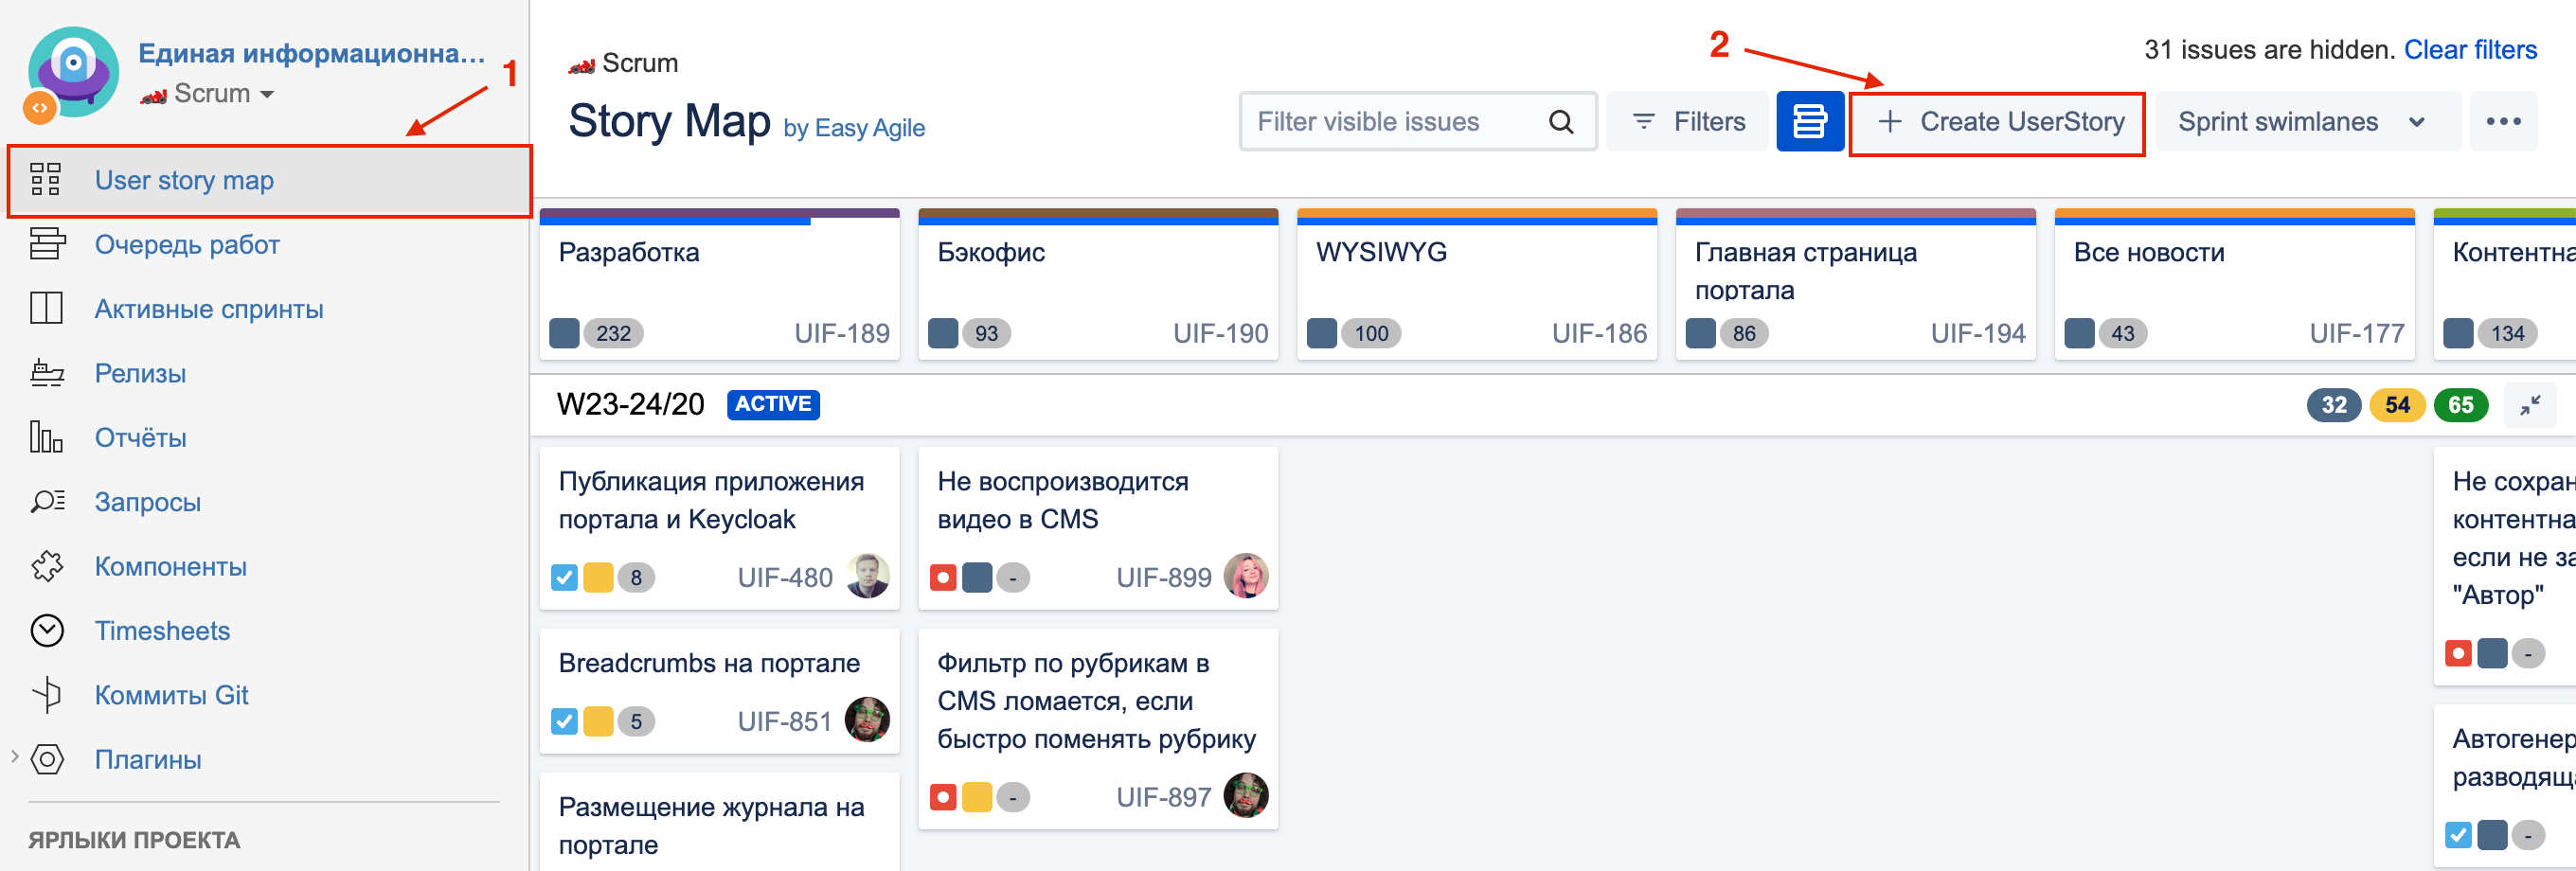 Единая информационна...
Scrum
1
User story map
Очередь работ
Активные спринты
Релизы
Отчёты
Запросы
Компоненты
Timesheets
Коммиты Git
Плагины
ЯРЛЫКИ ПРОЕКТА
Scrum
Story Map by Easy Agile
2
31 issues are hidden. Clear filters
Filter visible issues
Filters
+ Create UserStory
Sprint swimlanes
Разработка
232 UIF-189
Бэкофис
93 UIF-190
WYSIWYG
100 UIF-186
Главная страница
портала
86 UIF-194
Все новости
43 UIF-177
Контентна
134
W23-24/20 ACTIVE
32 54 65
Публикация приложения
портала и Keycloak
8 UIF-480
Breadcrumbs на портале
5 UIF-851
Размещение журнала на
портале
Не воспроизводится
видео в CMS
- UIF-899
Фильтр по рубрикам в
CMS ломается, если
быстро поменять рубрику
- UIF-897
Не сохран
контентна
если не за
"Автор"
-
Автогенер
разводящ
-